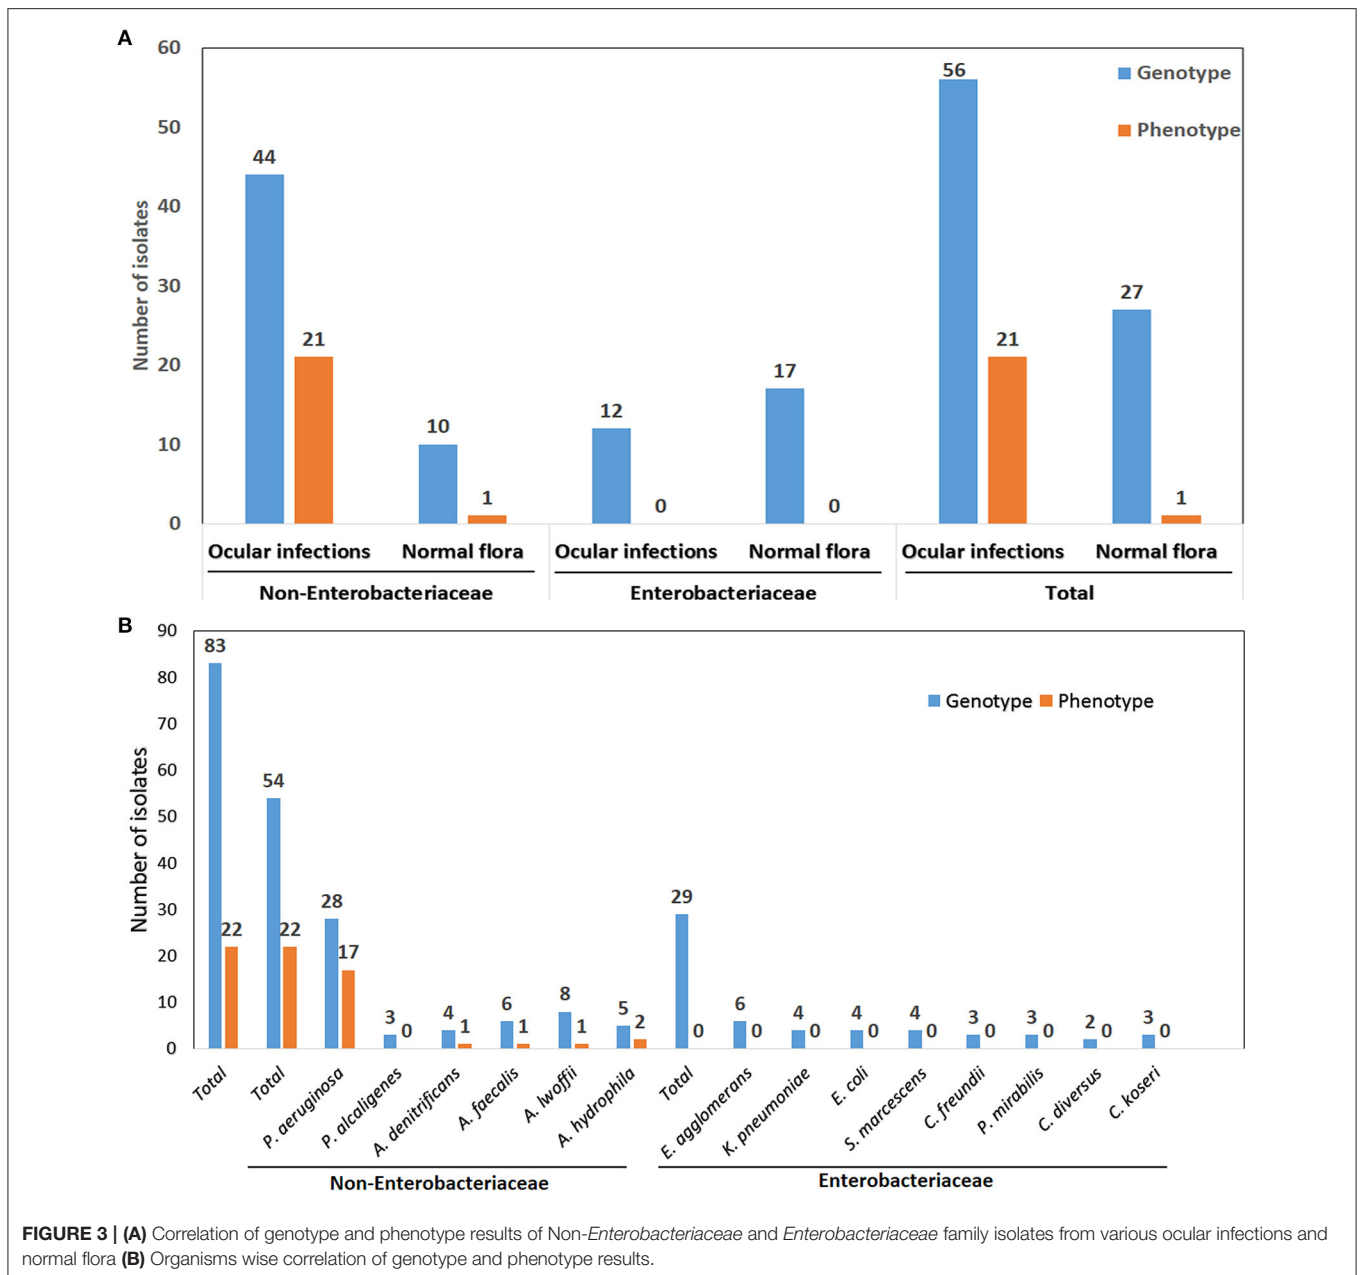 A
60
50
40
30
20
10
0
Number of isolates
Genotype
Phenotype
44
21
10
1
12
0
17
0
56
21
27
1
Ocular infections Normal flora Ocular infections Normal flora Ocular infections Normal flora
Non-Enterobacteriaceae Enterobacteriaceae Total
B
90
80
70
60
50
40
30
20
10
0
Number of isolates
Genotype Phenotype
83
22
54
22
28
17
3 0
4 1
6 1
8 1
5 2
29 0
6 0
4 0
4 0
4 0
3 0
3 0
2 0
3 0
Total
Total
P. aeruginosa
P. alcaligenes
A. denitrificans
A. faecalis
A. lwoffii
A. hydrophila
Total
E. agglomerans
K. pneumoniae
E. coli
S. marcescens
C. freundii
P. mirabilis
C. diversus
C. koseri
Non-Enterobacteriaceae Enterobacteriaceae
FIGURE 3 | (A) Correlation of genotype and phenotype results of Non-Enterobacteriaceae and Enterobacteriaceae family isolates from various ocular infections and
normal flora (B) Organisms wise correlation of genotype and phenotype results.